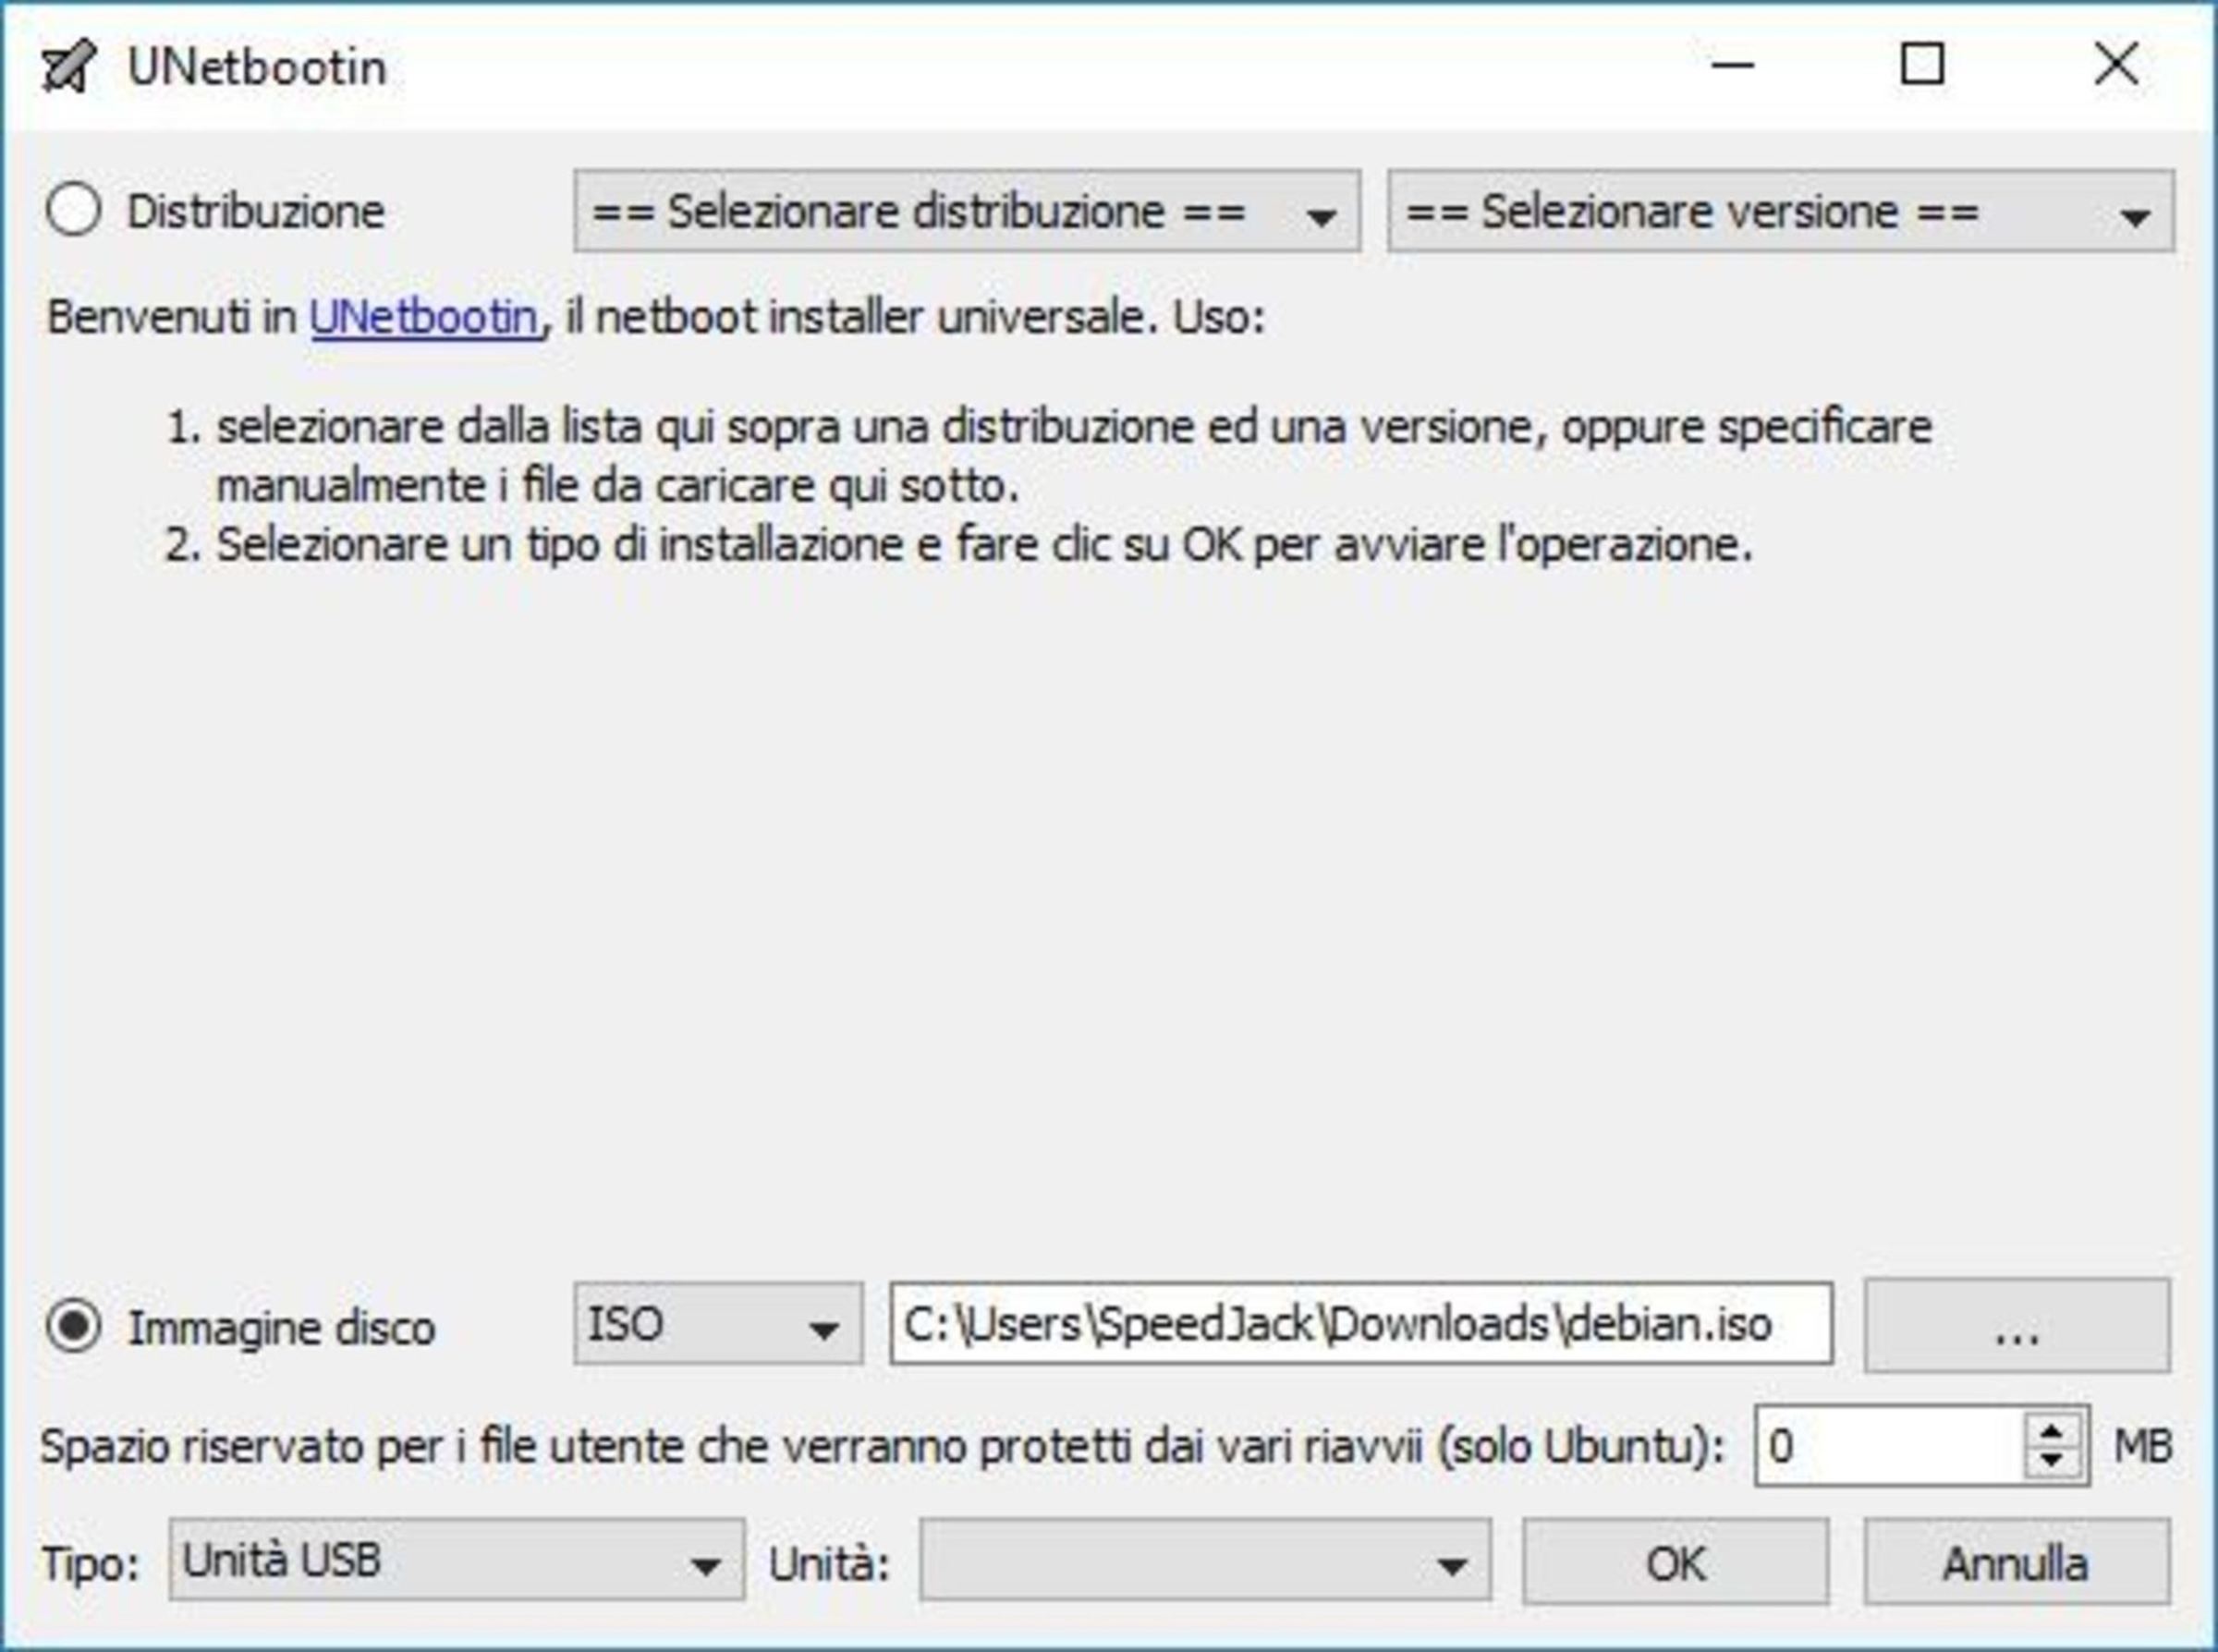 UNetbootin
Distribuzione == Selezionare distribuzione == == Selezionare versione ==
Benvenuti in UNetbootin, il netboot installer universale. Uso:
1. selezionare dalla lista qui sopra una distribuzione ed una versione, oppure specificare
manualmente i file da caricare qui sotto.
2. Selezionare un tipo di installazione e fare clic su OK per avviare l'operazione.
Immagine disco ISO C:\Users\SpeedJack\Downloads\debian.iso ...
Spazio riservato per i file utente che verranno protetti dai vari riavvii (solo Ubuntu): 0 MB
Tipo: Unità USB Unità: OK Annulla